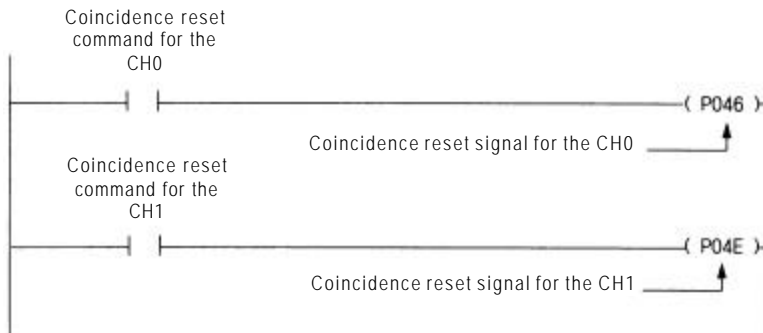 Coincidence reset
command for the
CH0
( P046 )
Coincidence reset signal for the CH0
Coincidence reset
command for the
CH1
( P04E )
Coincidence reset signal for the CH1